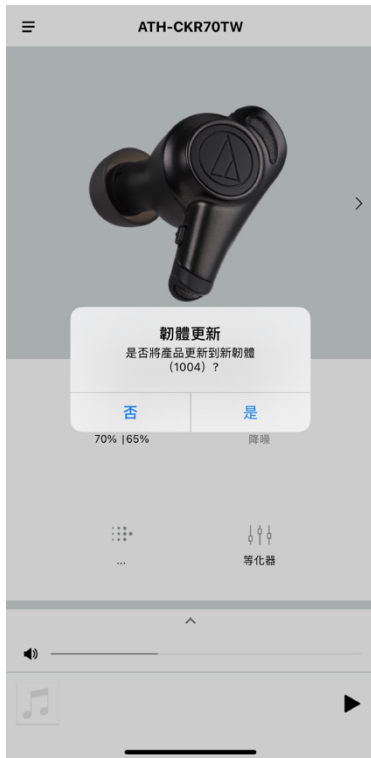 ATH-CKR70TW
韌體更新
是否將產品更新到新韌體
（1004）?
否
是
70% |65%
降噪
...
等化器